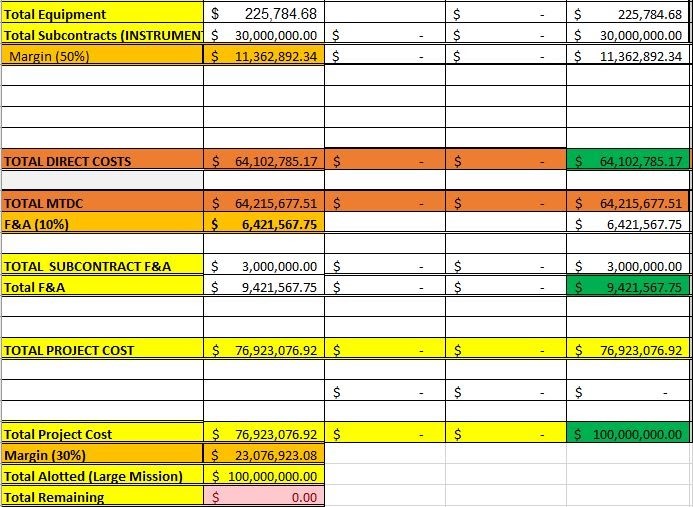 Total Equipment $ 225,784.68 $ - $ 225,784.68
Total Subcontracts (INSTRUMEN $ 30,000,000.00 $ - $ - $ 30,000,000.00
Margin (50%) $ 11,362,892.34 $ - $ - $ 11,362,892.34
TOTAL DIRECT COSTS $ 64,102,785.17 $ - $ - $ 64,102,785.17
TOTAL MTDC $ 64,215,677.51 $ - $ - $ 64,215,677.51
F&A (10%) $ 6,421,567.75 $ 6,421,567.75
TOTAL SUBCONTRACT F&A $ 3,000,000.00 $ - $ - $ 3,000,000.00
Total F&A $ 9,421,567.75 $ - $ - $ 9,421,567.75
TOTAL PROJECT COST $ 76,923,076.92 $ - $ - $ 76,923,076.92
$ - $ - $ -
Total Project Cost $ 76,923,076.92 $ - $ - $ 100,000,000.00
Margin (30%) $ 23,076,923.08
Total Alotted (Large Mission) $ 100,000,000.00
Total Remaining $ 0.00